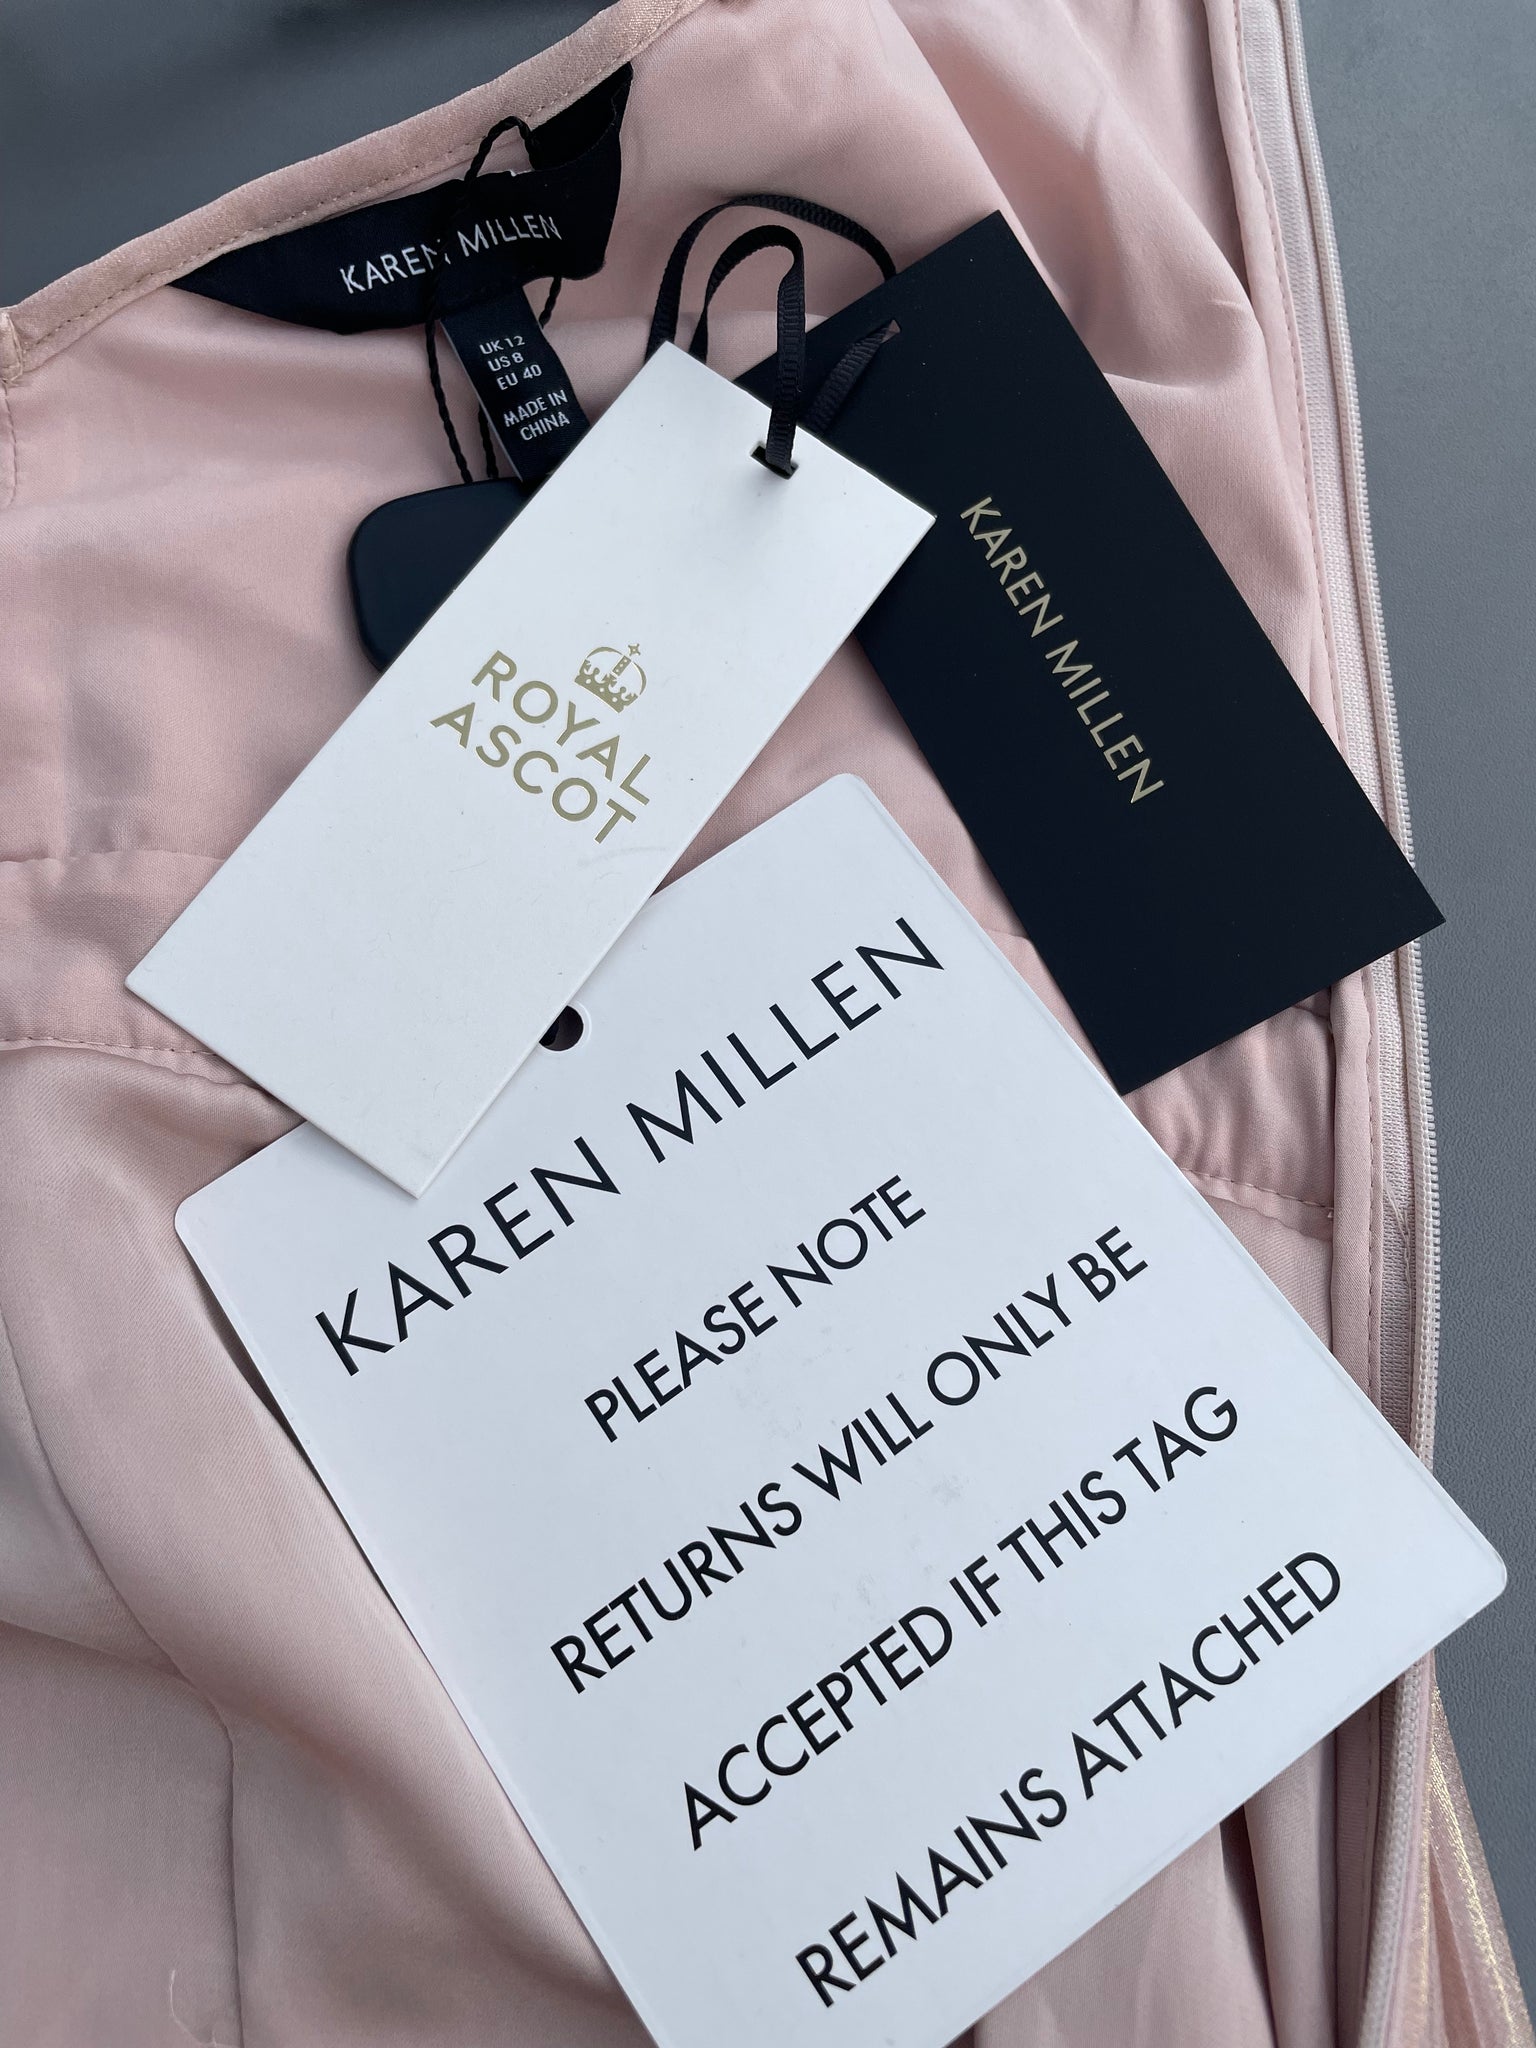 KAREN MILLEN
UK 12
US 8
EU 40
MADE IN
CHINA
ROYAL
ASCOT
KAREN MILLEN
KAREN MILLEN
PLEASE NOTE
RETURNS WILL ONLY BE
ACCEPTED IF THIS TAG
REMAINS ATTACHED